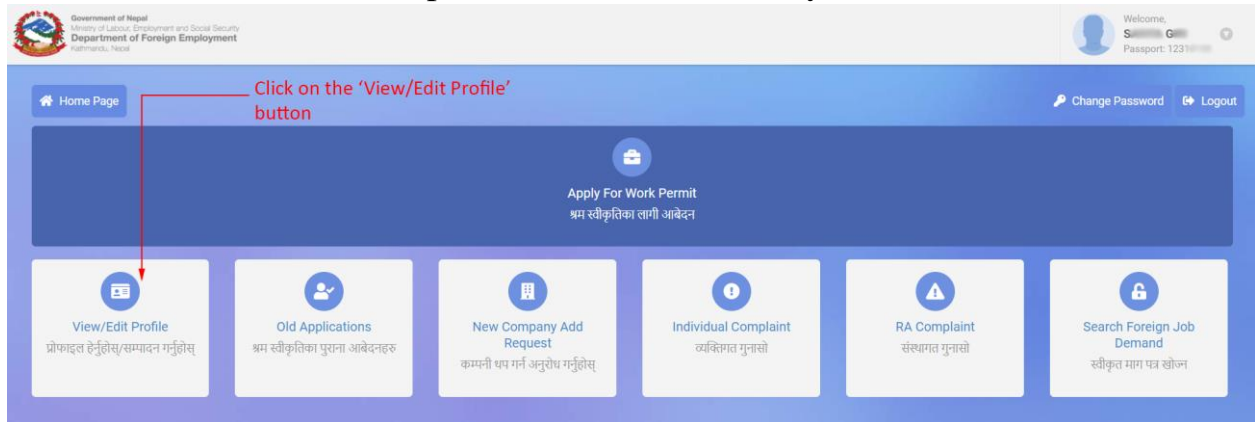 Government of Nepal
Ministry of Labour, Employment and Social Security
Department of Foreign Employment
Kathmandu, Nepal
Welcome,
Passport: 1231
Home Page
Click on the ‘View/Edit Profile’
button
Change Password
Logout
Apply For Work Permit
श्रम स्वीकृतिका लागी आबेदन
View/Edit Profile
प्रोफाइल हेर्नुहोस्/सम्पादन गर्नुहोस्
Old Applications
श्रम स्वीकृतिका पुराना आबेदनहरु
New Company Add
Request
कम्पनी थप गर्न अनुरोध गर्नुहोस्
Individual Complaint
व्यक्तिगत गुनासो
RA Complaint
संस्थागत गुनासो
Search Foreign Job
Demand
स्वीकृत माग पत्र खोज्न